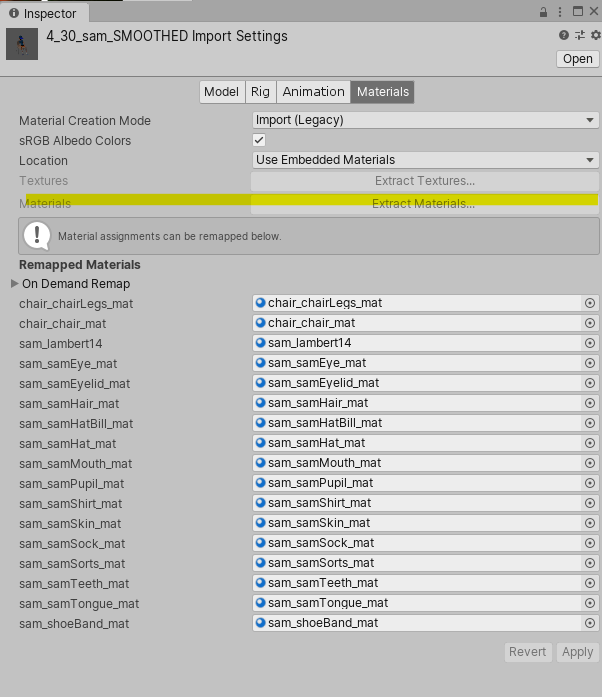 Inspector
4_30_sam_SMOOTHED Import Settings
Open
Model Rig Animation Materials
Material Creation Mode Import (Legacy)
sRGB Albedo Colors
Location Use Embedded Materials
Textures Extract Textures...
Materials Extract Materials...
Material assignments can be remapped below.
Remapped Materials
On Demand Remap
chair_chairLegs_mat chair_chairLegs_mat
chair_chair_mat chair_chair_mat
sam_lambert14 sam_lambert14
sam_samEye_mat sam_samEye_mat
sam_samEyelid_mat sam_samEyelid_mat
sam_samHair_mat sam_samHair_mat
sam_samHatBill_mat sam_samHatBill_mat
sam_samHat_mat sam_samHat_mat
sam_samMouth_mat sam_samMouth_mat
sam_samPupil_mat sam_samPupil_mat
sam_samShirt_mat sam_samShirt_mat
sam_samSkin_mat sam_samSkin_mat
sam_samSock_mat sam_samSock_mat
sam_samSorts_mat sam_samSorts_mat
sam_samTeeth_mat sam_samTeeth_mat
sam_samTongue_mat sam_samTongue_mat
sam_shoeBand_mat sam_shoeBand_mat
Revert Apply